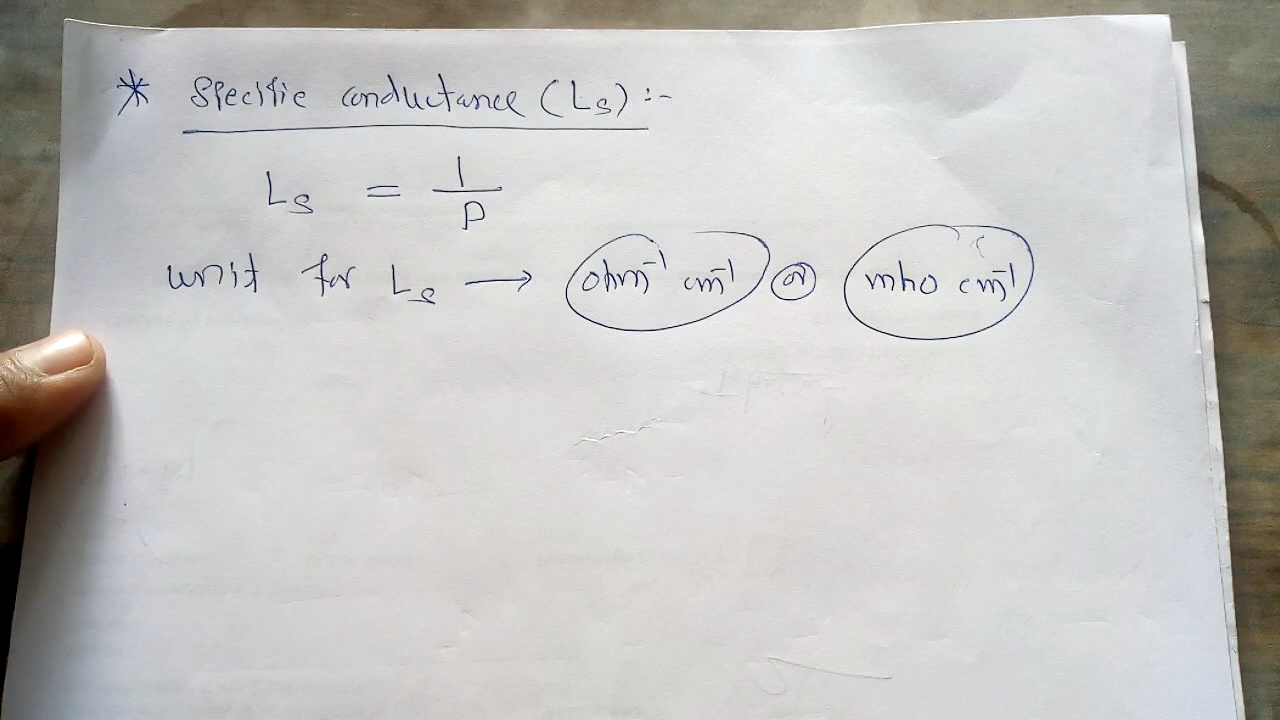 * Specific conductance (Ls) :-
Ls = 1/ρ
unit for Ls → ohm⁻¹ cm⁻¹ or mho cm⁻¹